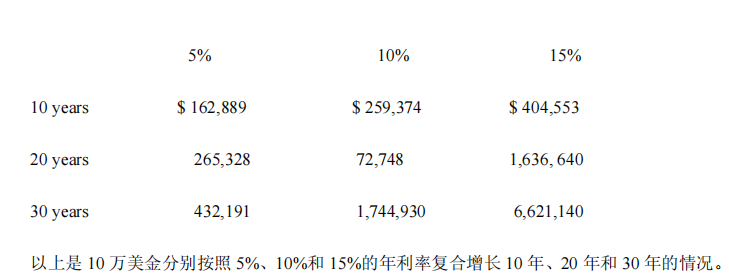 5% 10% 15%
10 years $ 162,889 $ 259,374 $ 404,553
20 years 265,328 72,748 1,636, 640
30 years 432,191 1,744,930 6,621,140
以上是 10 万美金分别按照 5%、10%和 15%的年利率复合增长 10 年、20 年和 30 年的情况。